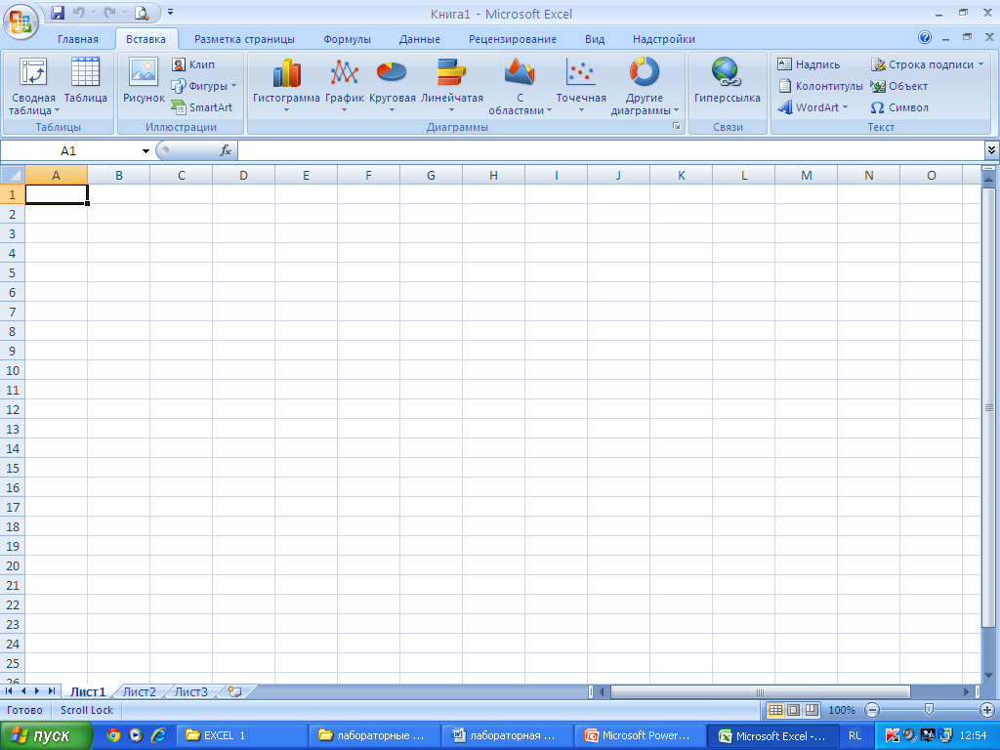 Книга1 - Microsoft Excel
Главная Вставка Разметка страницы Формулы Данные Рецензирование Вид Надстройки
Сводная таблица Таблица Рисунок Клип Фигуры SmartArt Гистограмма График Круговая Линейчатая С областями Точечная Другие диаграммы Гиперссылка Надпись Колонтитулы WordArt Строка подписи Объект Символ
Таблицы Иллюстрации Диаграммы Связи Текст
A1 fx
A B C D E F G H I J K L M N O
1
2
3
4
5
6
7
8
9
10
11
12
13
14
15
16
17
18
19
20
21
22
23
24
25
26
Лист1 Лист2 Лист3
Готово Scroll Lock 100%
пуск EXCEL 1 лабораторные ... лабораторная ... Microsoft Power... Microsoft Excel -... RL 12:54